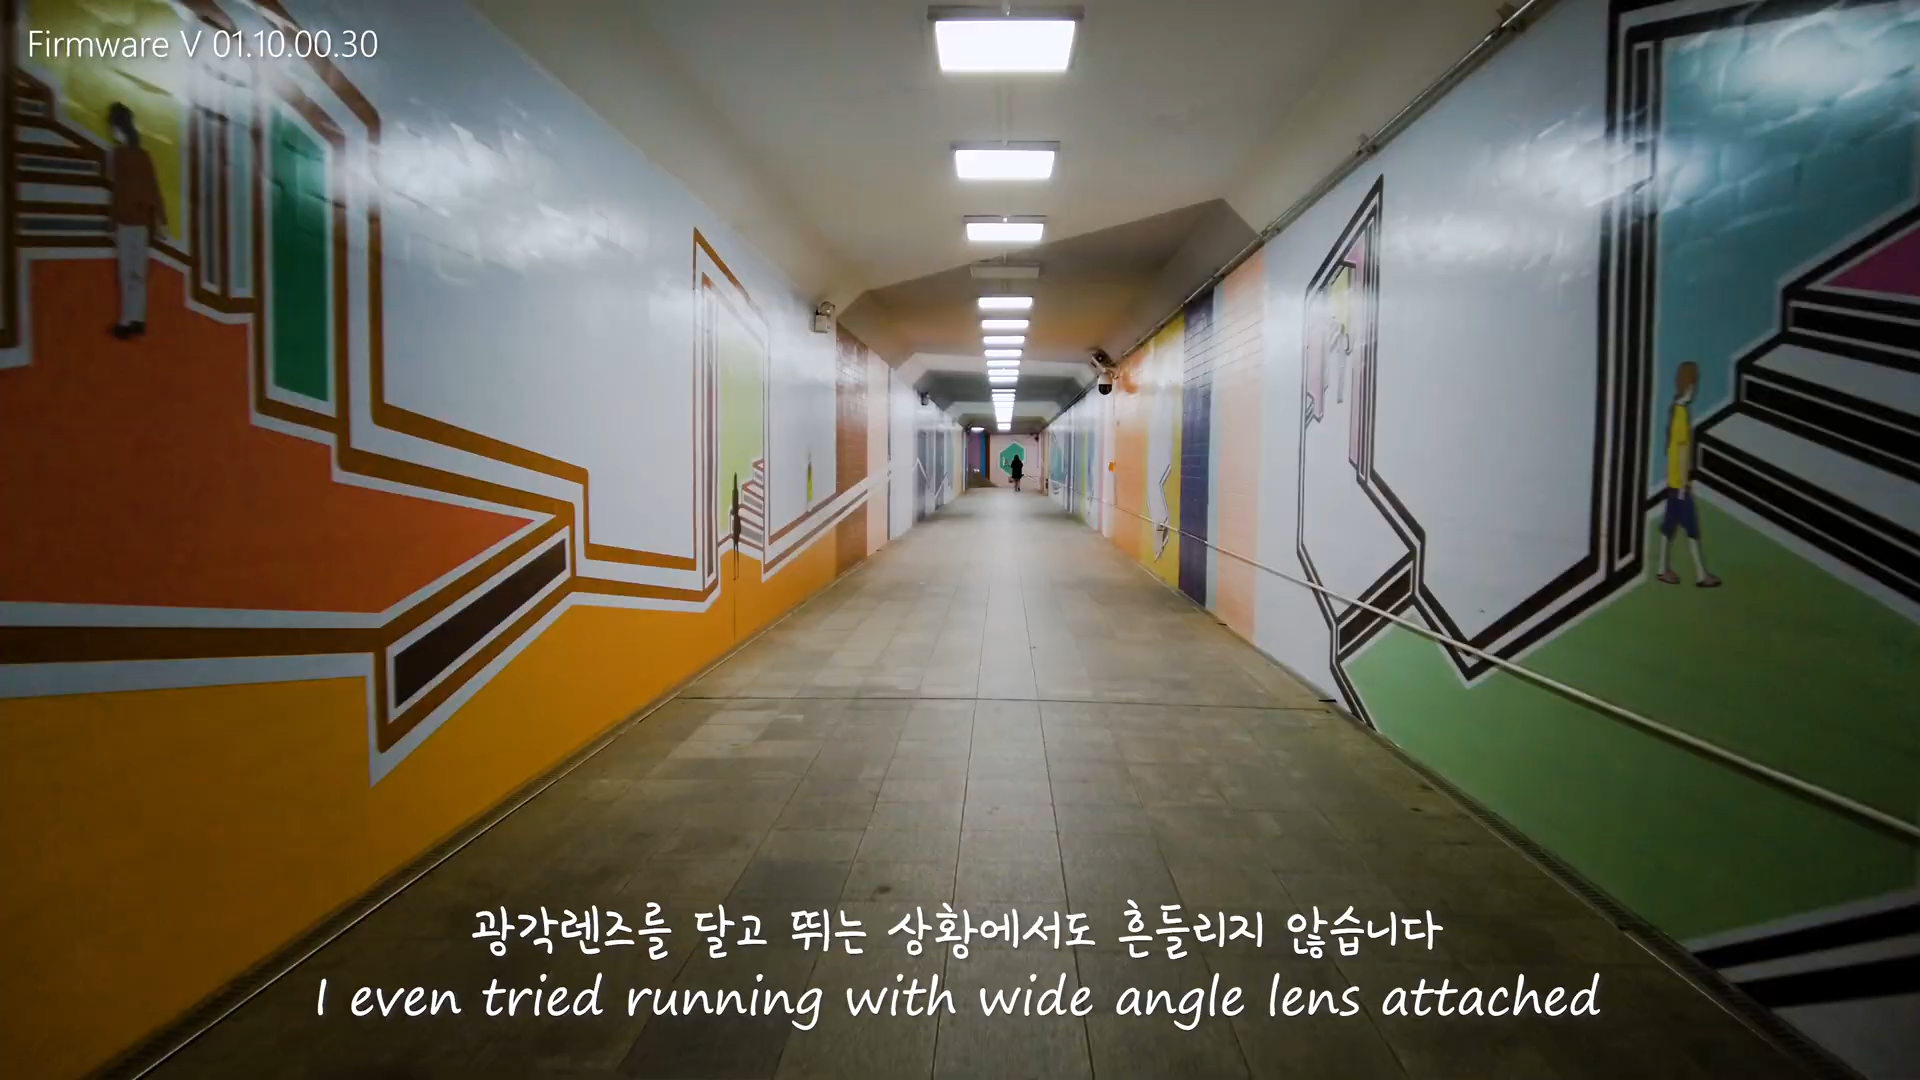 Firmware V 01.10.00.30
광각렌즈를 달고 뛰는 상황에서도 흔들리지 않습니다
I even tried running with wide angle lens attached